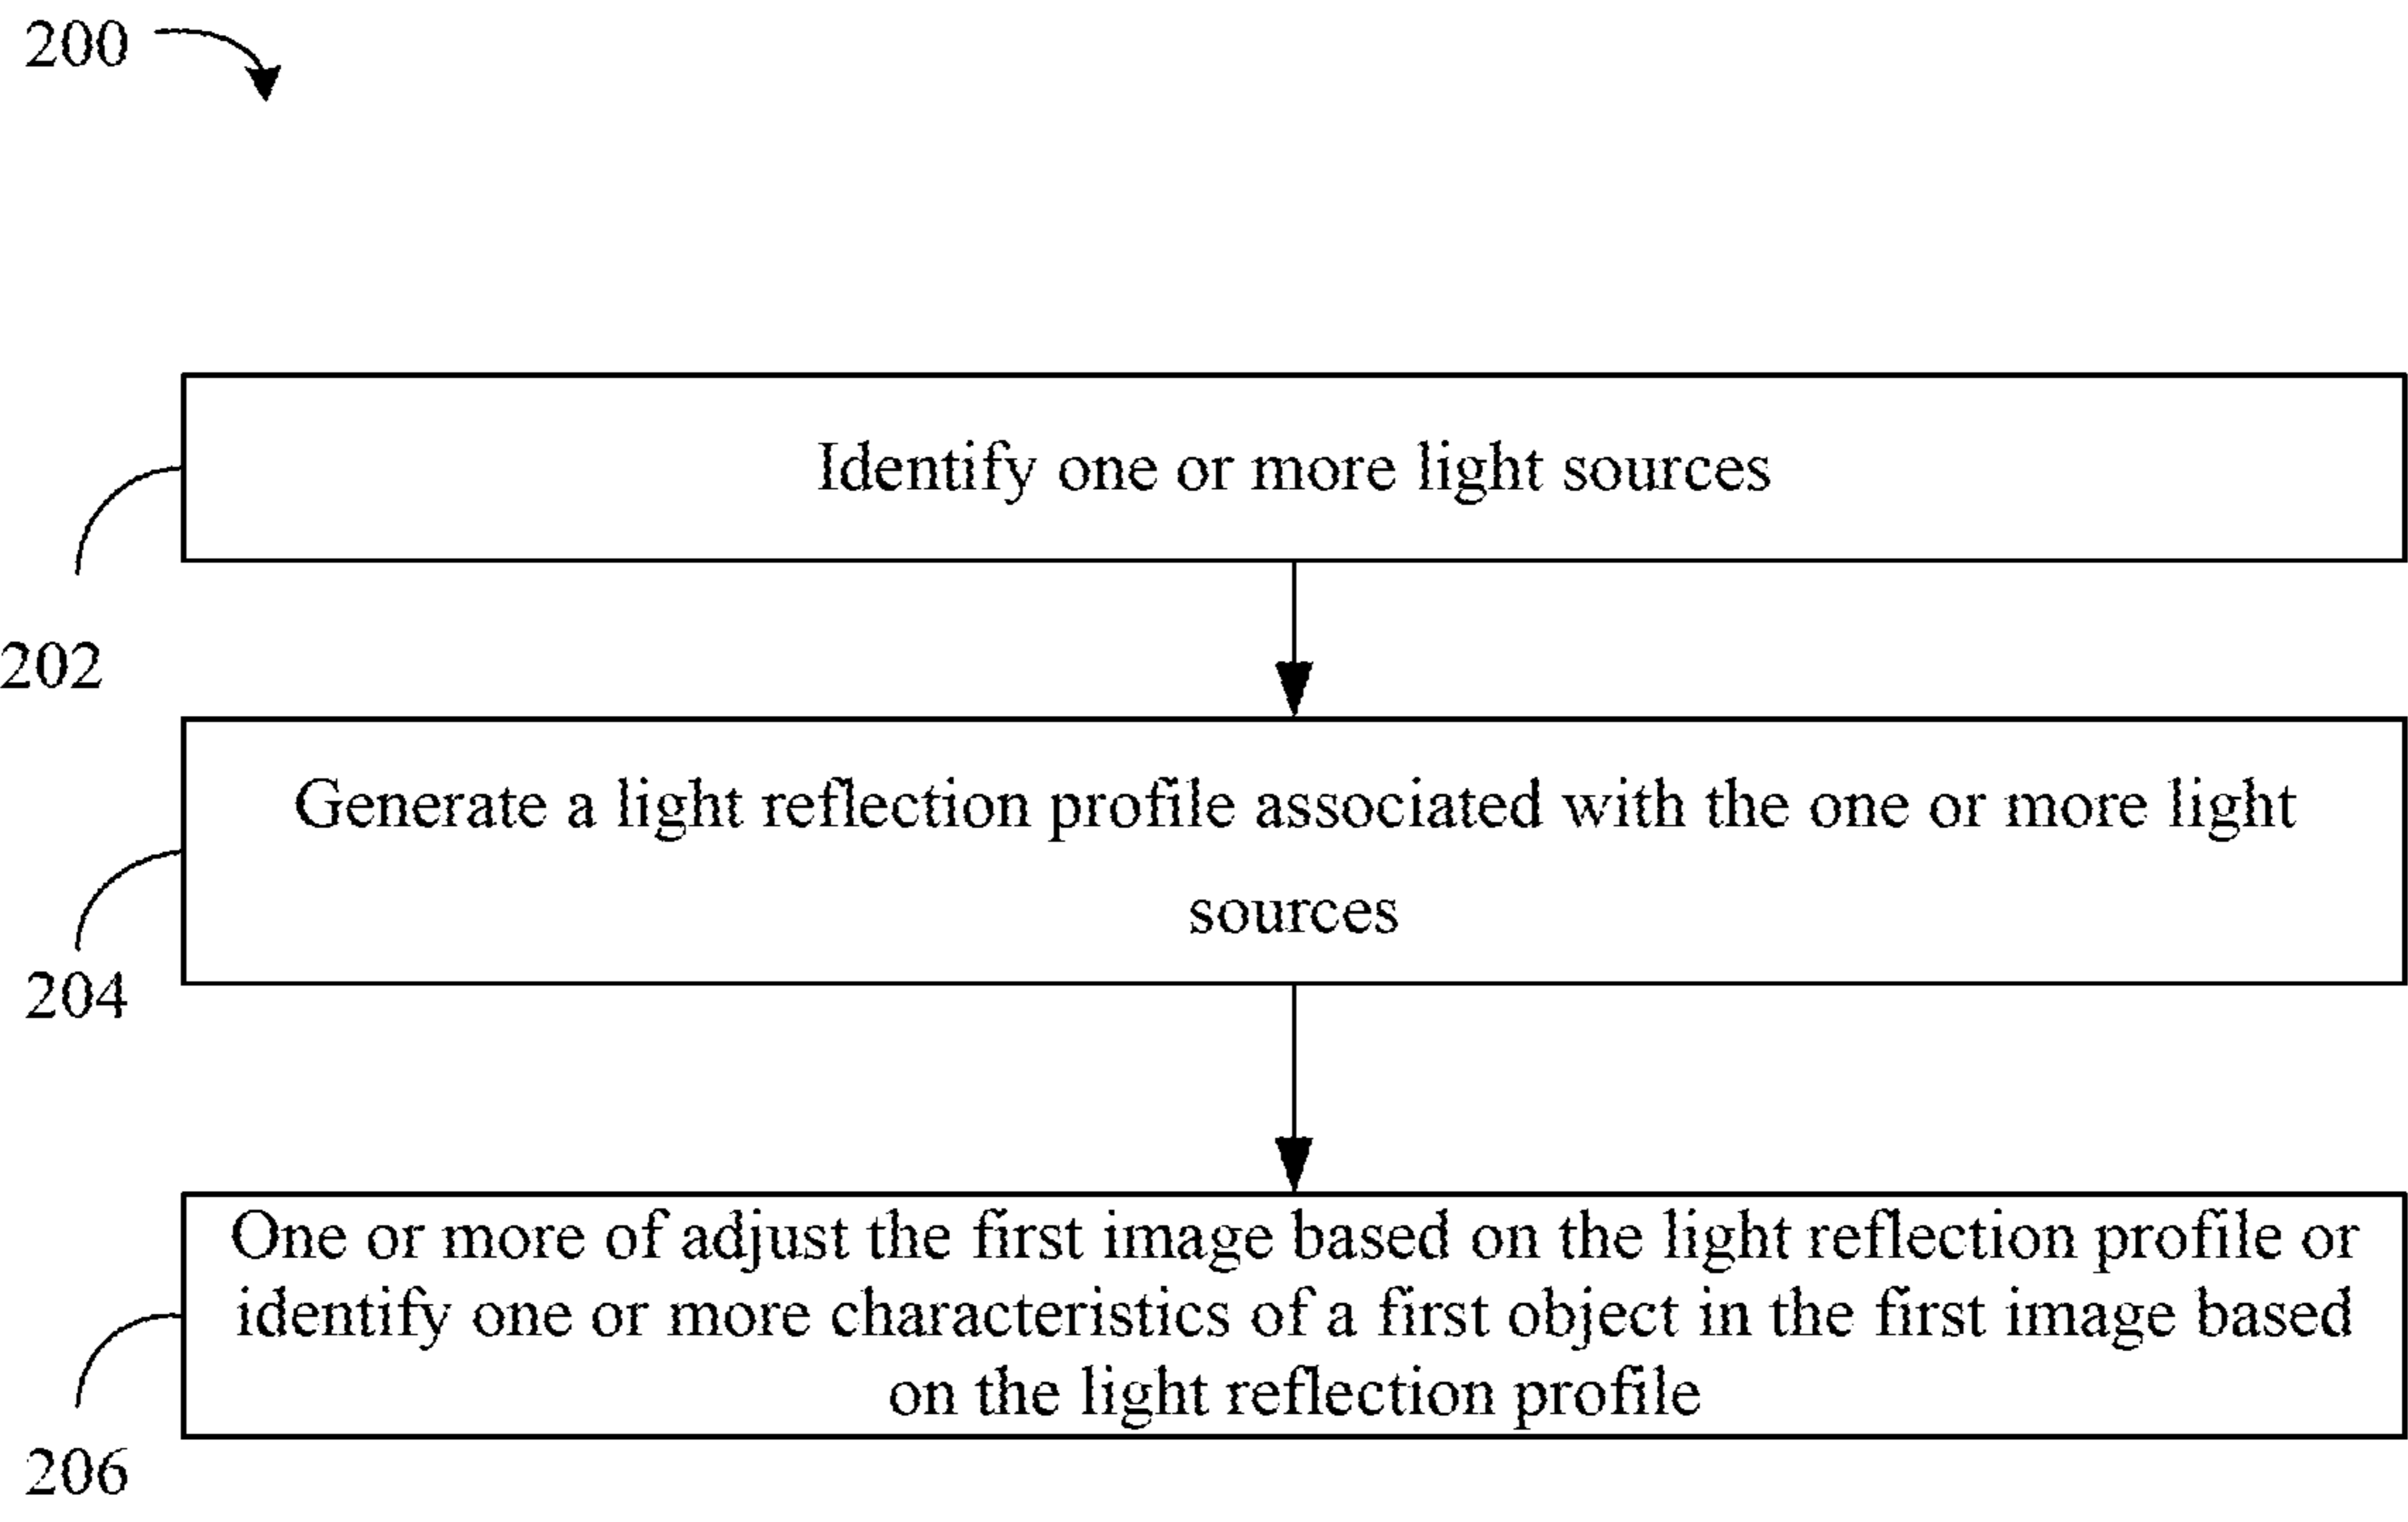 200
Identify one or more light sources
202
Generate a light reflection profile associated with the one or more light
sources
204
One or more of adjust the first image based on the light reflection profile or
identify one or more characteristics of a first object in the first image based
on the light reflection profile
206